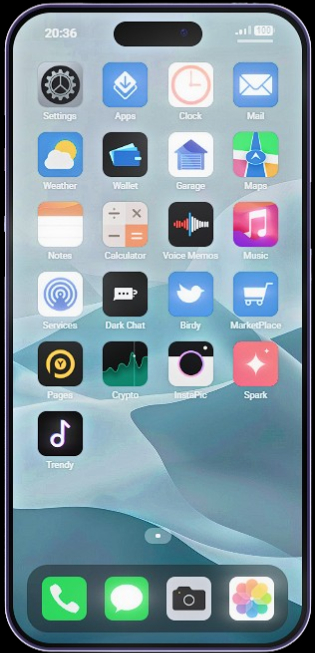 20:36 100
Settings Apps Clock Mail
Weather Wallet Garage Maps
Notes Calculator Voice Memos Music
Services Dark Chat Birdy MarketPlace
Pages Crypto InstaPic Spark
Trendy